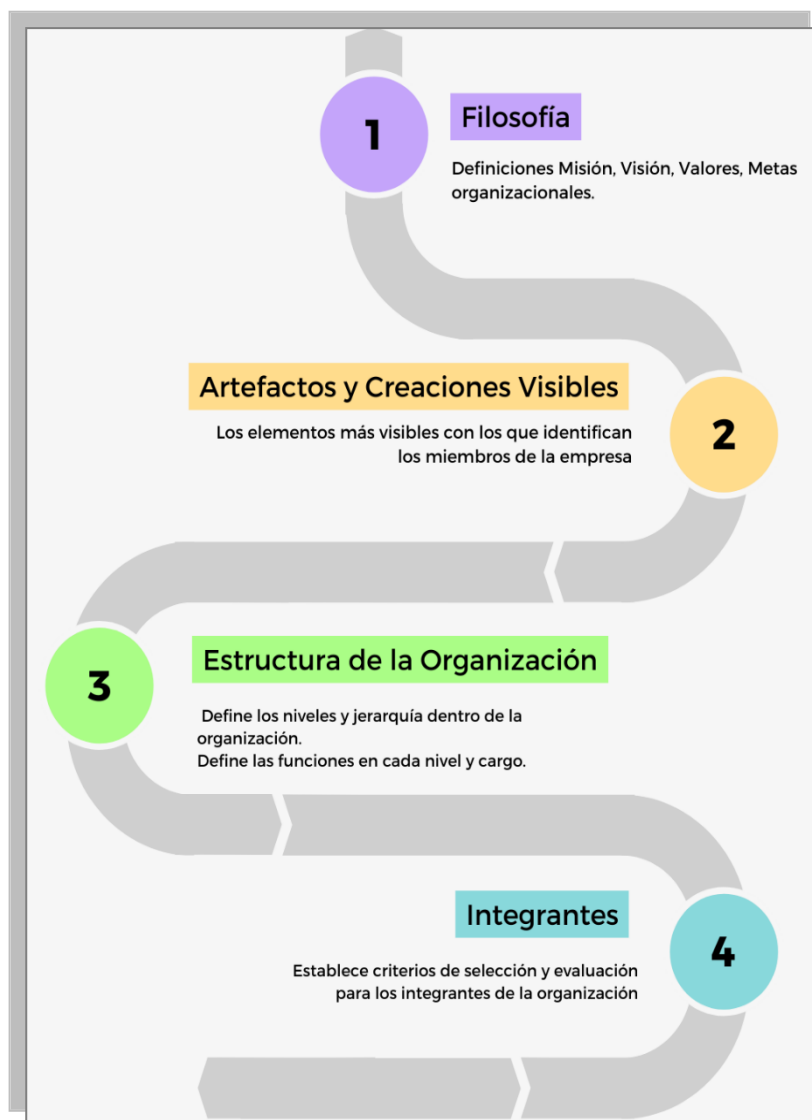 1
Filosofía
Definiciones Misión, Visión, Valores, Metas
organizacionales.
Artefactos y Creaciones Visibles
Los elementos más visibles con los que identifican
los miembros de la empresa
2
3
Estructura de la Organización
Define los niveles y jerarquía dentro de la
organización.
Define las funciones en cada nivel y cargo.
Integrantes
Establece criterios de selección y evaluación
para los integrantes de la organización
4